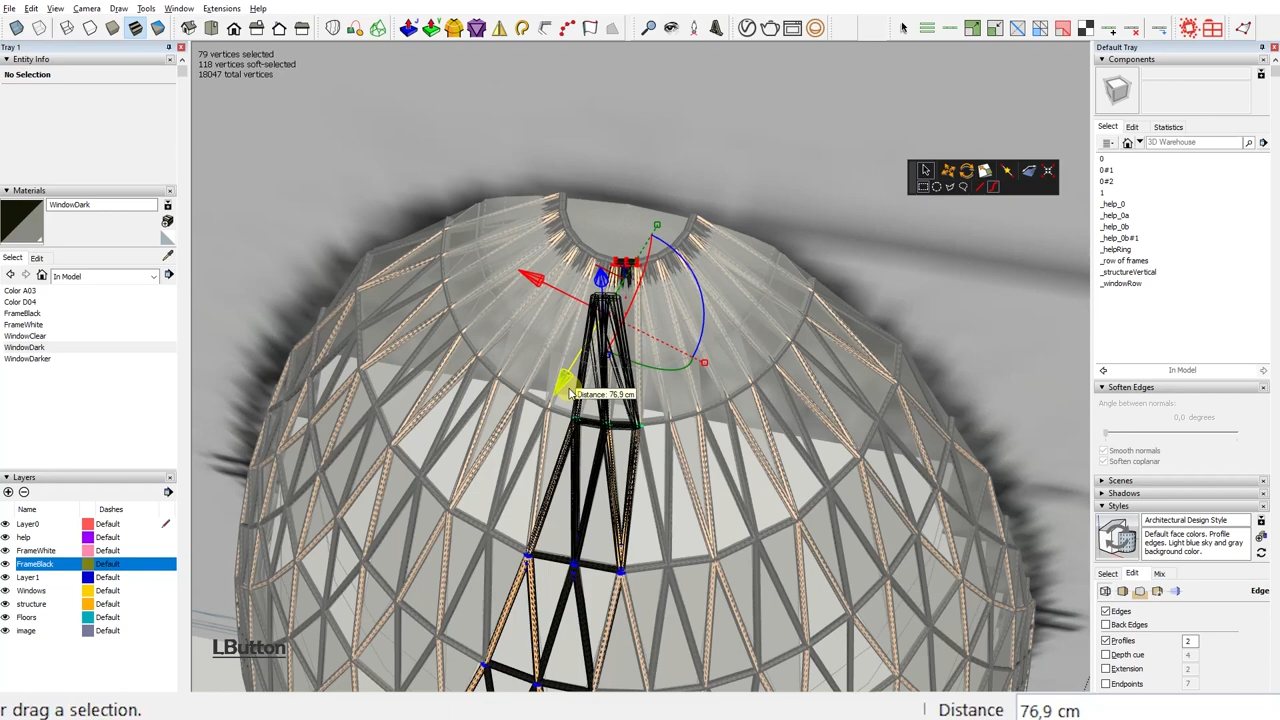 File Edit View Camera Draw Tools Window Extensions Help
Tray 1
Entity Info
No Selection
Materials
WindowDark
Select Edit
In Model
Color A03
Color D04
FrameBlack
FrameWhite
WindowClear
WindowDark
WindowDarker
Layers
Name Dashes
Layer0 Default
help Default
FrameWhite Default
FrameBlack Default
Layer1 Default
Windows Default
structure Default
Floors Default
image Default
79 vertices selected
118 vertices soft-selected
18047 total vertices
Distance: 76,9 cm
LButton
Default Tray
Components
Select Edit Statistics
3D Warehouse
0
0#1
0#2
1
_help_0
_help_0a
_help_0b
_help_0b#1
_helpRing
_row of frames
_structureVertical
_windowRow
In Model
Soften Edges
Angle between normals:
0,0 degrees
Smooth normals
Soften coplanar
Scenes
Shadows
Styles
Architectural Design Style
Default face colors. Profile
edges. Light blue sky and gray
background color.
Select Edit Mix
Edge
Edges
Back Edges
Profiles 2
Depth cue 4
Extension 2
Endpoints 7
r drag a selection.
Distance 76,9 cm